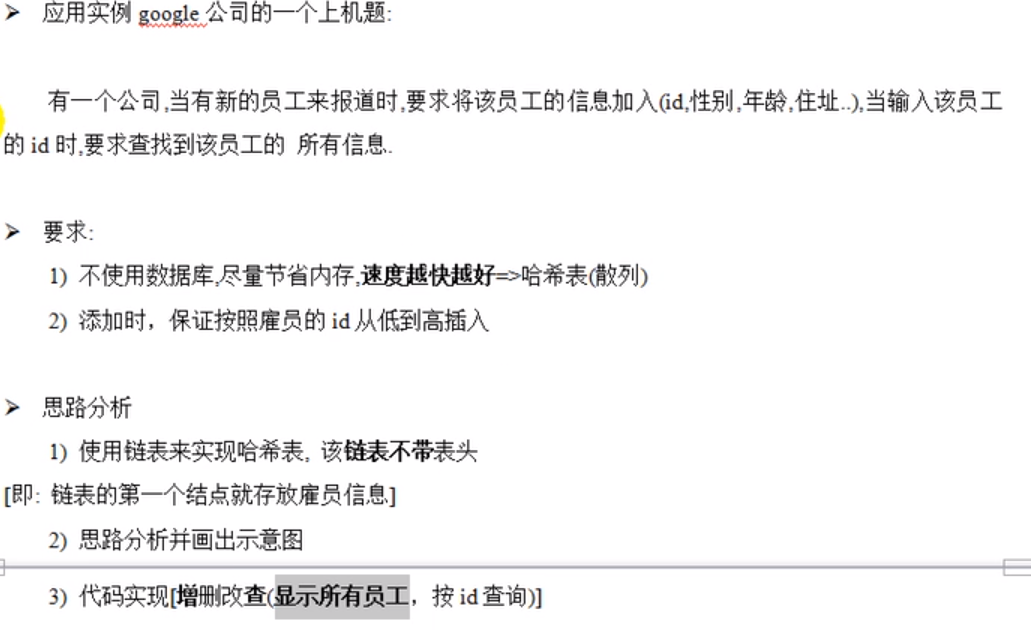 ➢ 应用实例 google 公司的一个上机题:
有一个公司,当有新的员工来报道时,要求将该员工的信息加入(id,性别,年龄,住址..),当输入该员工
的 id 时,要求查找到该员工的 所有信息.
➢ 要求:
1) 不使用数据库,尽量节省内存,速度越快越好=>哈希表(散列)
2) 添加时，保证按照雇员的 id 从低到高插入
➢ 思路分析
1) 使用链表来实现哈希表, 该链表不带表头
[即: 链表的第一个结点就存放雇员信息]
2) 思路分析并画出示意图
3) 代码实现[增删改查(显示所有员工，按 id 查询)]